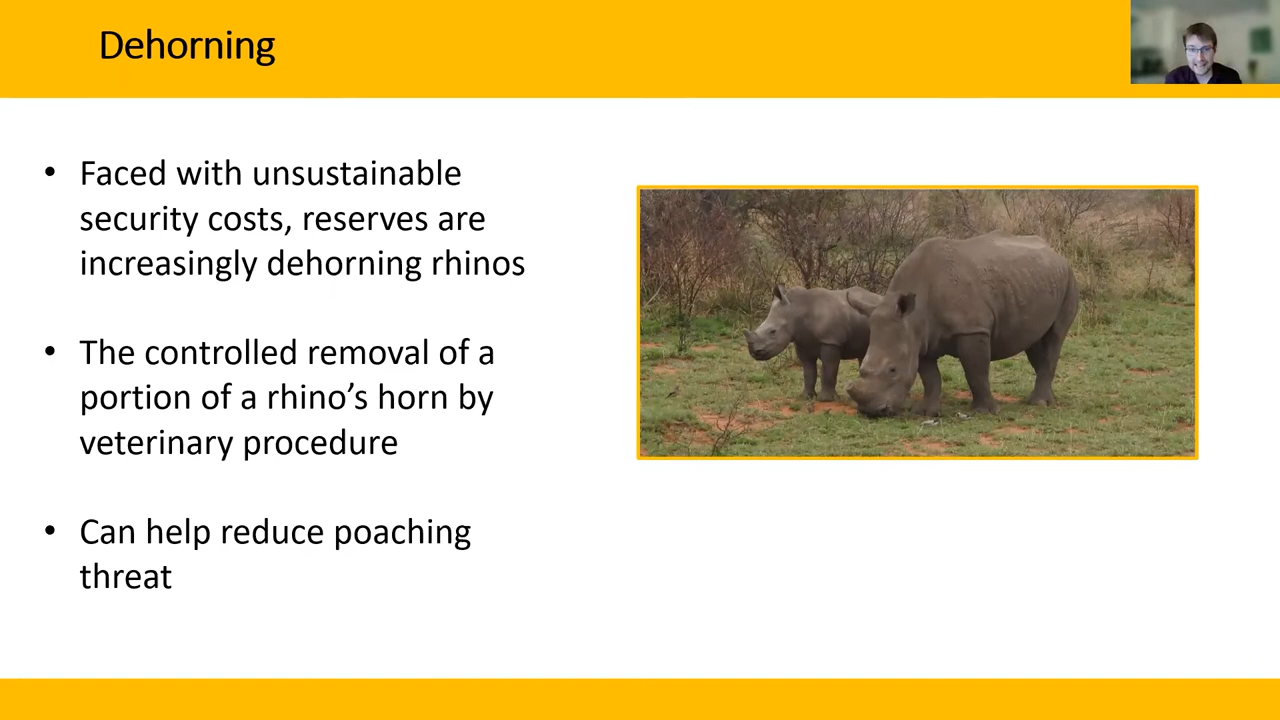 Dehorning
• Faced with unsustainable
security costs, reserves are
increasingly dehorning rhinos
• The controlled removal of a
portion of a rhino’s horn by
veterinary procedure
• Can help reduce poaching
threat